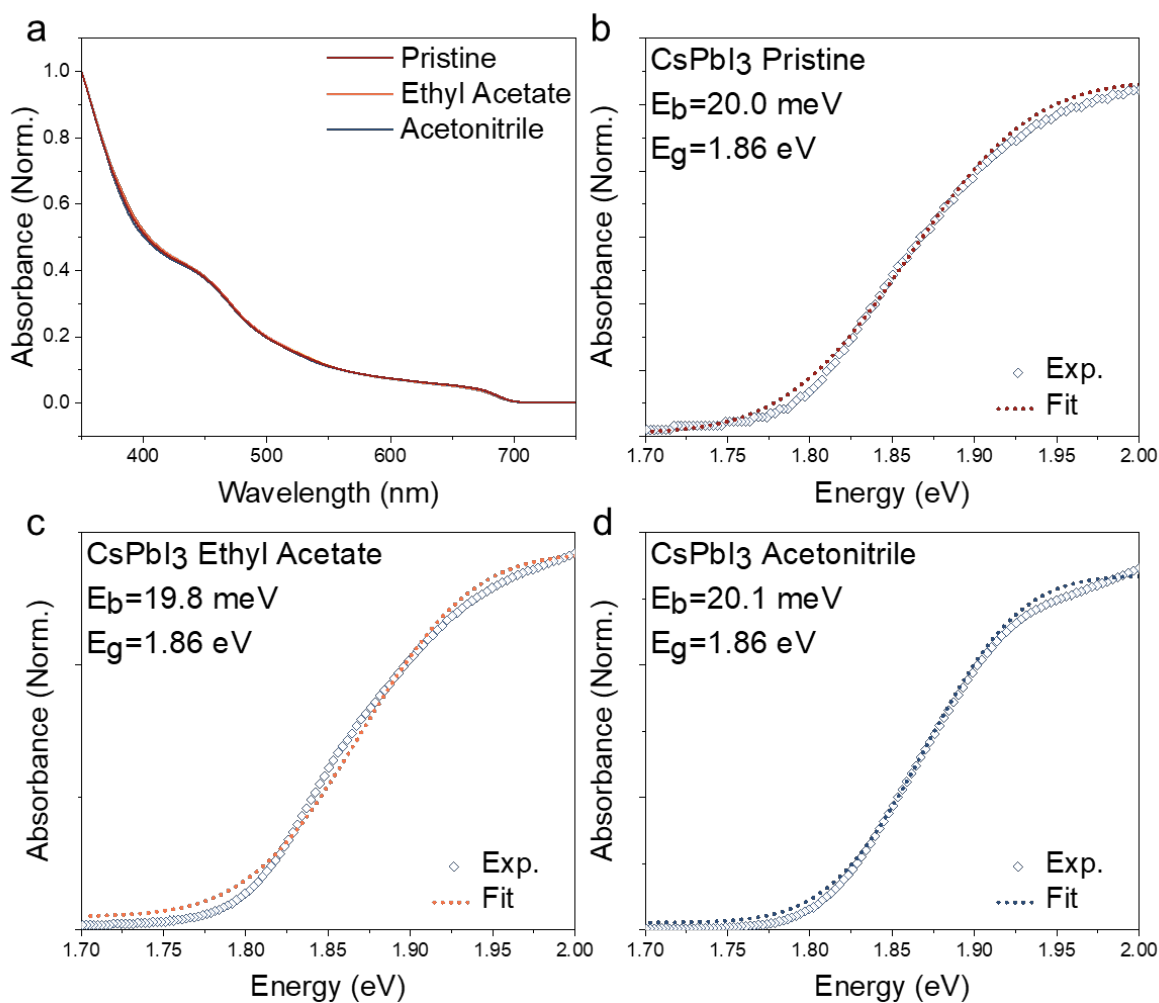 a
Pristine
Ethyl Acetate
Acetonitrile
1.0
0.8
0.6
0.4
0.2
0.0
Absorbance (Norm.)
400 500 600 700
Wavelength (nm)
b
CsPbI3 Pristine
Eb=20.0 meV
Eg=1.86 eV
Absorbance (Norm.)
Exp.
Fit
1.70 1.75 1.80 1.85 1.90 1.95 2.00
Energy (eV)
c
CsPbI3 Ethyl Acetate
Eb=19.8 meV
Eg=1.86 eV
Absorbance (Norm.)
Exp.
Fit
1.70 1.75 1.80 1.85 1.90 1.95 2.00
Energy (eV)
d
CsPbI3 Acetonitrile
Eb=20.1 meV
Eg=1.86 eV
Absorbance (Norm.)
Exp.
Fit
1.70 1.75 1.80 1.85 1.90 1.95 2.00
Energy (eV)